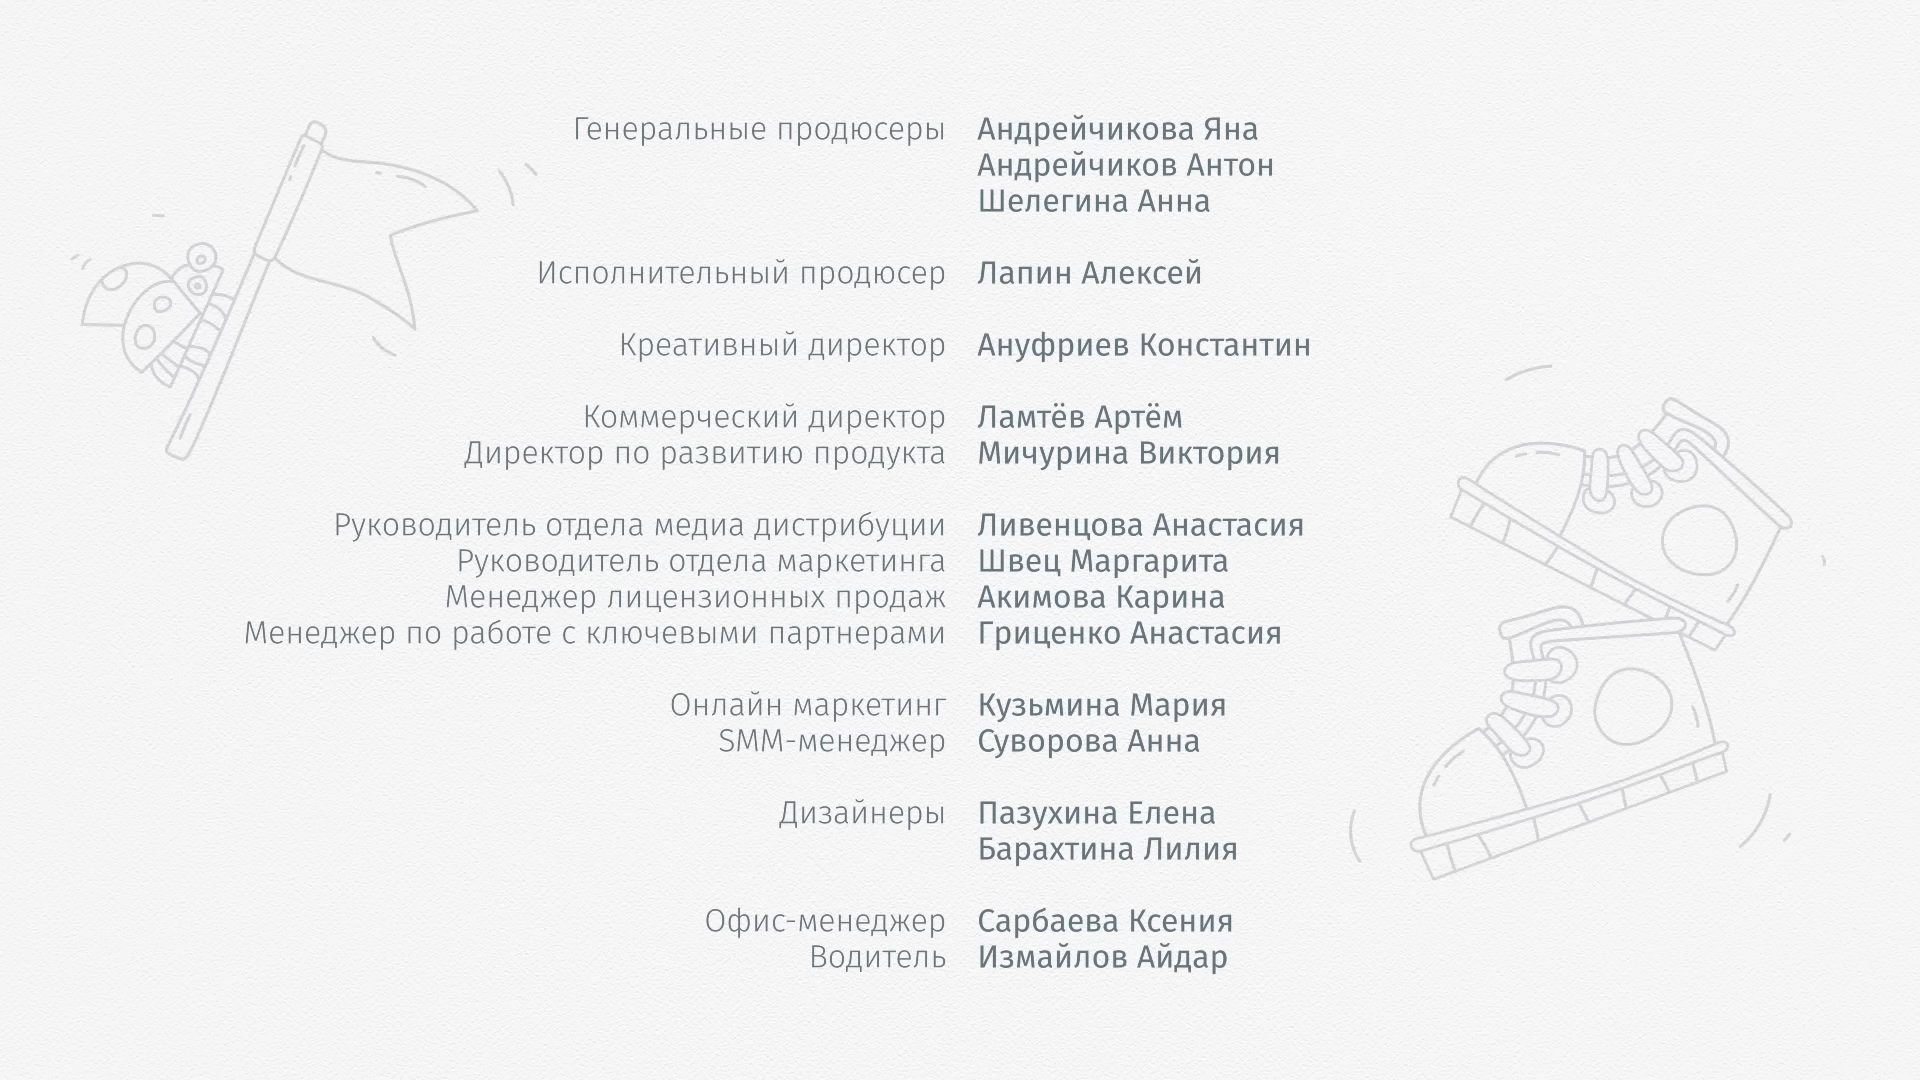 Генеральные продюсеры Андрейчикова Яна
Андрейчиков Антон
Шелегина Анна
Исполнительный продюсер Лапин Алексей
Креативный директор Ануфриев Константин
Коммерческий директор Ламтёв Артём
Директор по развитию продукта Мичурина Виктория
Руководитель отдела медиа дистрибуции Ливенцова Анастасия
Руководитель отдела маркетинга Швец Маргарита
Менеджер лицензионных продаж Акимова Карина
Менеджер по работе с ключевыми партнерами Гриценко Анастасия
Онлайн маркетинг Кузьмина Мария
SMM-менеджер Суворова Анна
Дизайнеры Пазухина Елена
Барахтина Лилия
Офис-менеджер Сарбаева Ксения
Водитель Измайлов Айдар